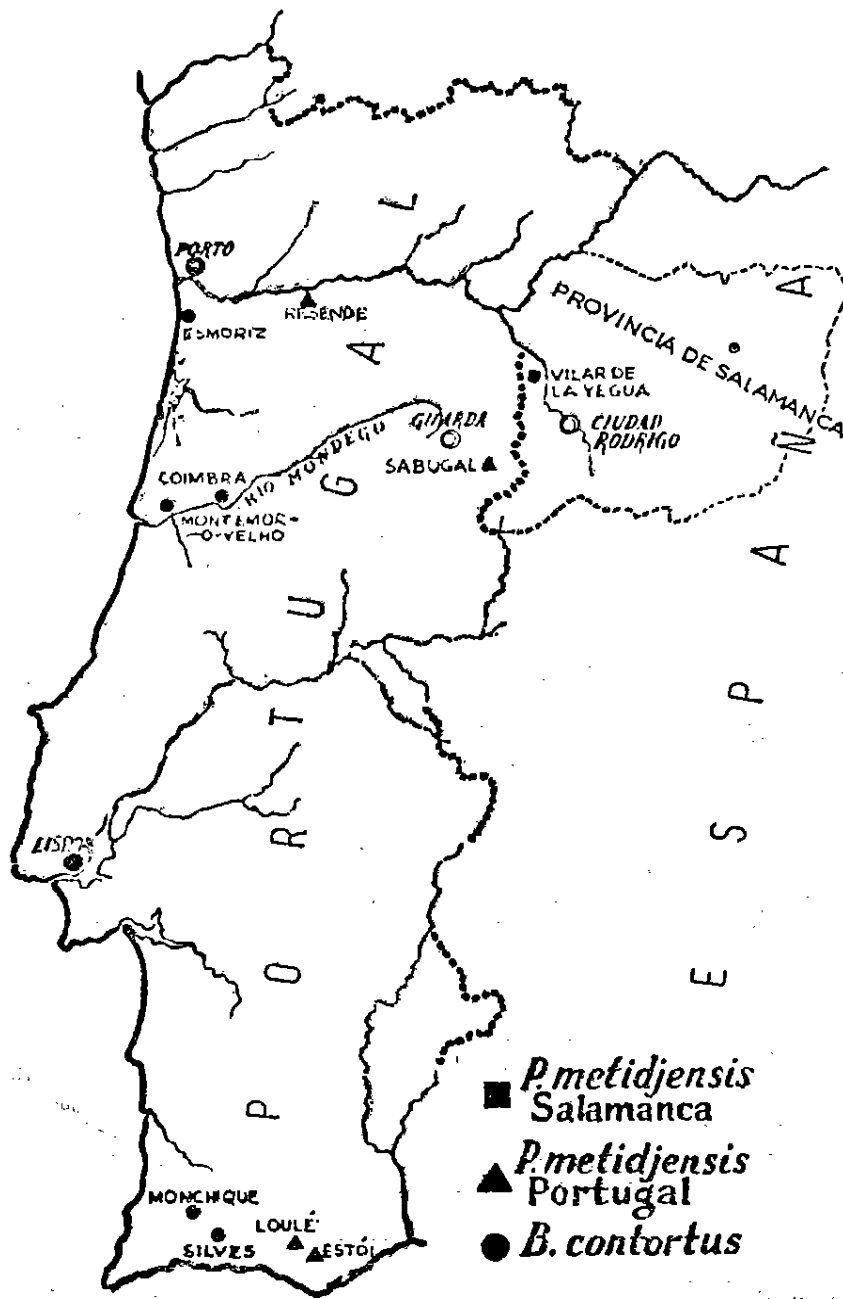 PORTO
ESMORIZ
RESENDE
PROVINCIA DE SALAMANCA
VILAR DE
LA YEGUA
CIUDAD
RODRIGO
GUARDA
SABUGAL
RIO MONDEGO
COIMBRA
MONTEMOR-
O-VELHO
LISBOA
PORTUGAL
ESPAÑA
MONCHIQUE
SILVES
LOULÉ
ESTÓI
P. metidjensis
Salamanca
P. metidjensis
Portugal
B. contortus